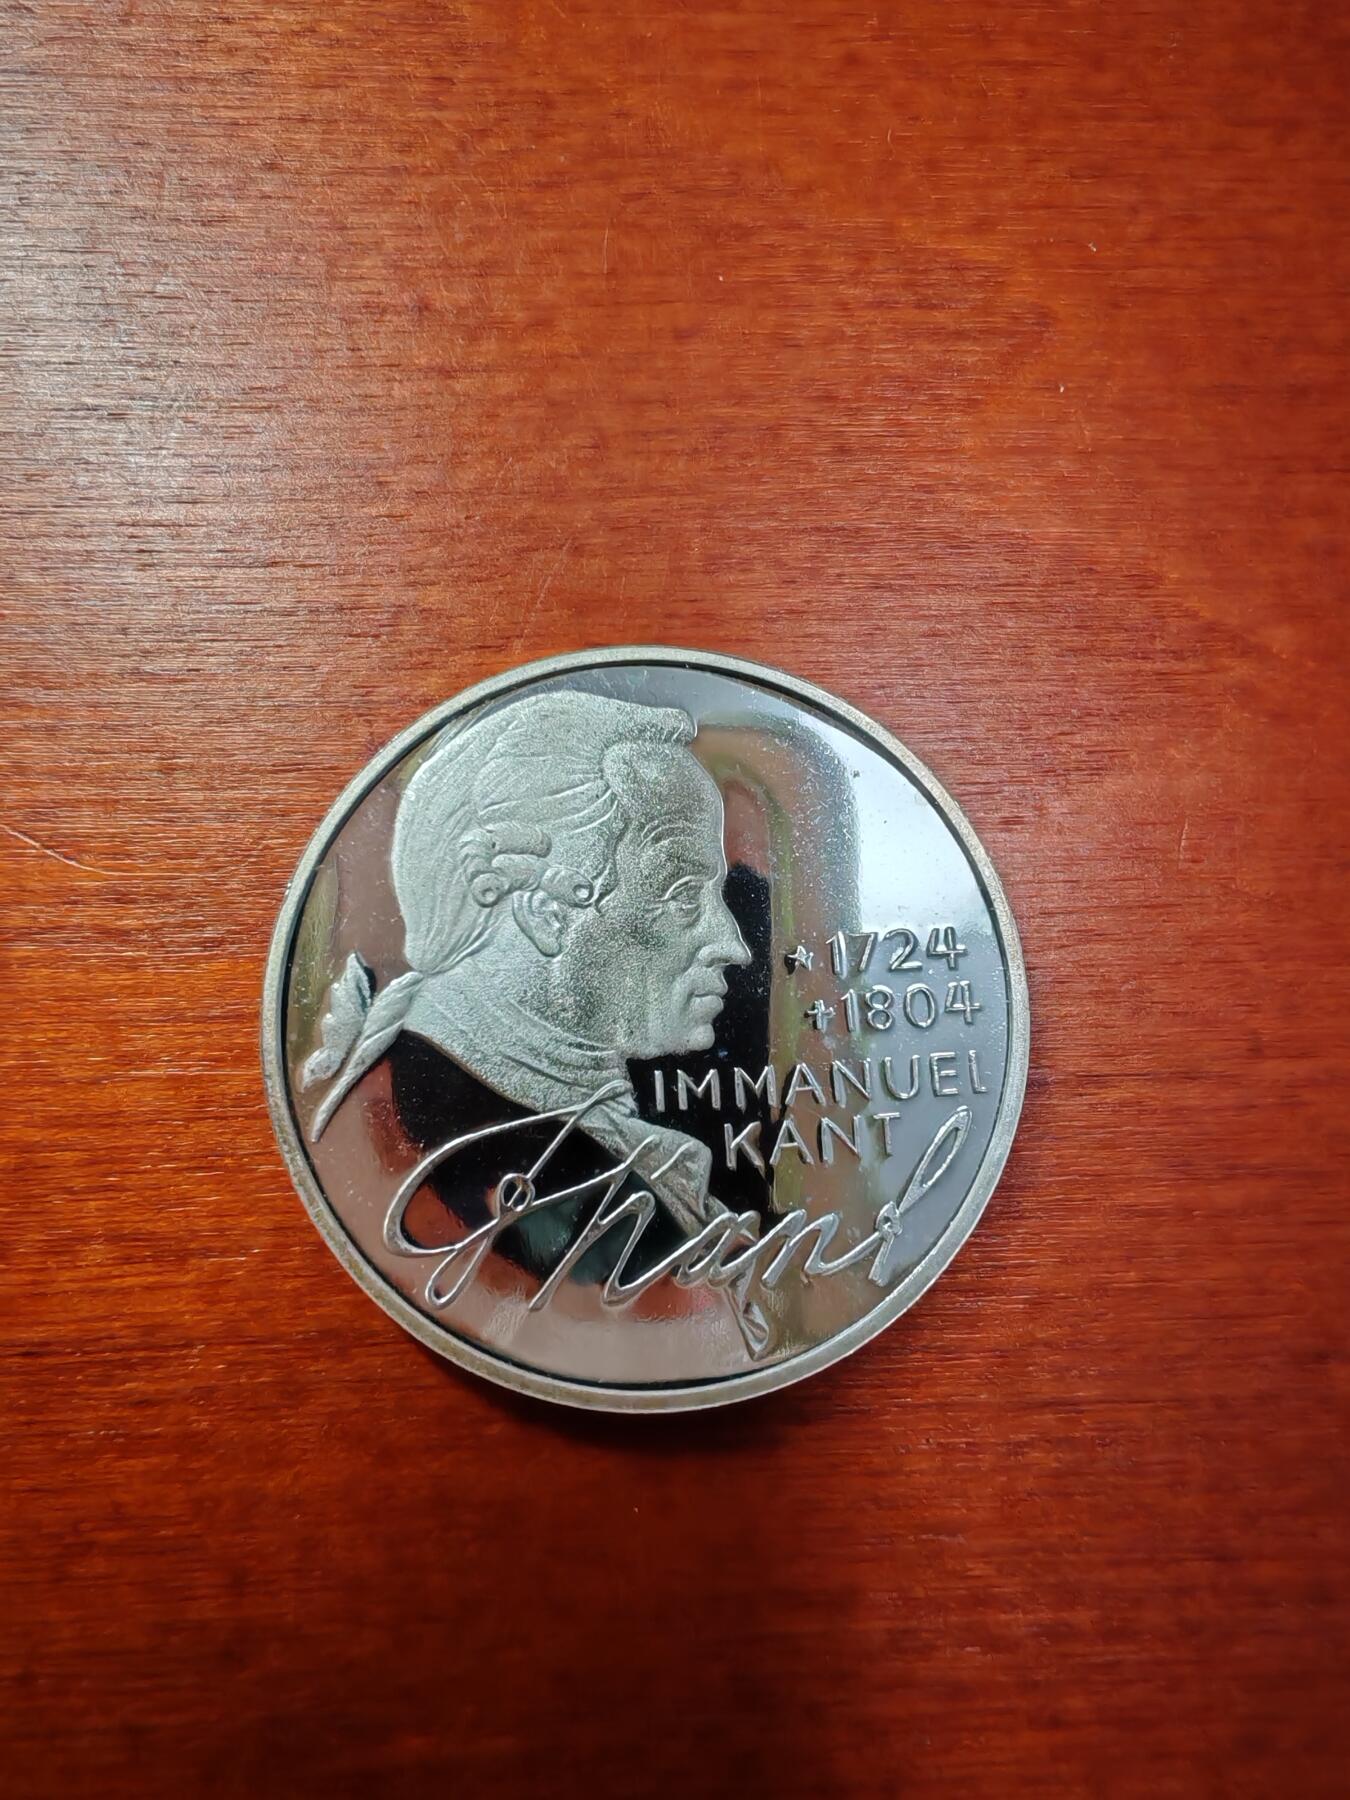 ★1724
+1804
IMMANUEL
KANT
I Kant